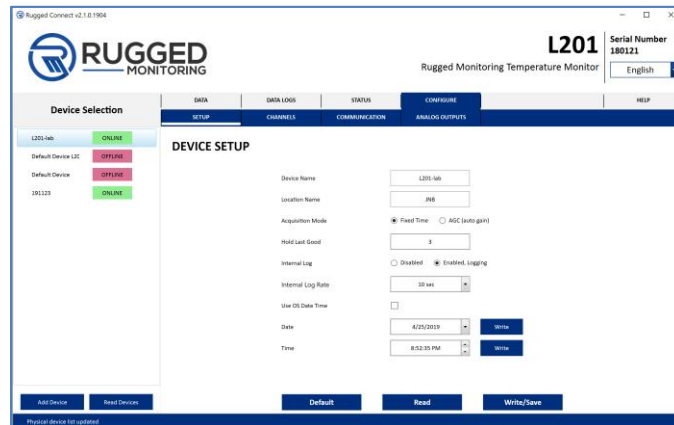 Rugged Connect v2.1.0.1904
RUGGED
MONITORING
L201
Rugged Monitoring Temperature Monitor
Serial Number
180121
English
Device Selection
DATA DATA LOGS STATUS CONFIGURE HELP
SETUP CHANNELS COMMUNICATION ANALOG OUTPUTS
L201-lab ONLINE
Default Device L2 OFFLINE
Default Device OFFLINE
191123 ONLINE
DEVICE SETUP
Device Name L201-lab
Location Name JNB
Acquisition Mode Fixed Time AGC (auto gain)
Hold Last Good 3
Internal Log Disabled Enabled, Logging
Internal Log Rate 10 sec
Use OS Date Time
Date 4/25/2019 Write
Time 8:52:35 PM Write
Add Device Read Devices Default Read Write/Save
Physical device list updated